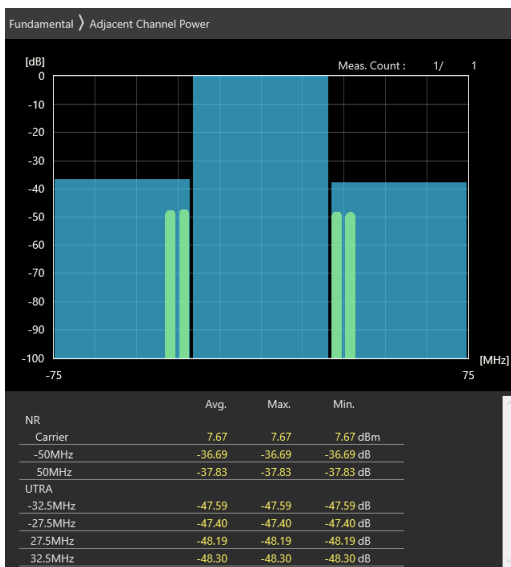 Fundamental 〉 Adjacent Channel Power
[dB]
Meas. Count : 1/ 1
0
-10
-20
-30
-40
-50
-60
-70
-80
-90
-100
[MHz]
-75 75
Avg. Max. Min.
NR
Carrier 7.67 7.67 7.67 dBm
-50MHz -36.69 -36.69 -36.69 dB
50MHz -37.83 -37.83 -37.83 dB
UTRA
-32.5MHz -47.59 -47.59 -47.59 dB
-27.5MHz -47.40 -47.40 -47.40 dB
27.5MHz -48.19 -48.19 -48.19 dB
32.5MHz -48.30 -48.30 -48.30 dB